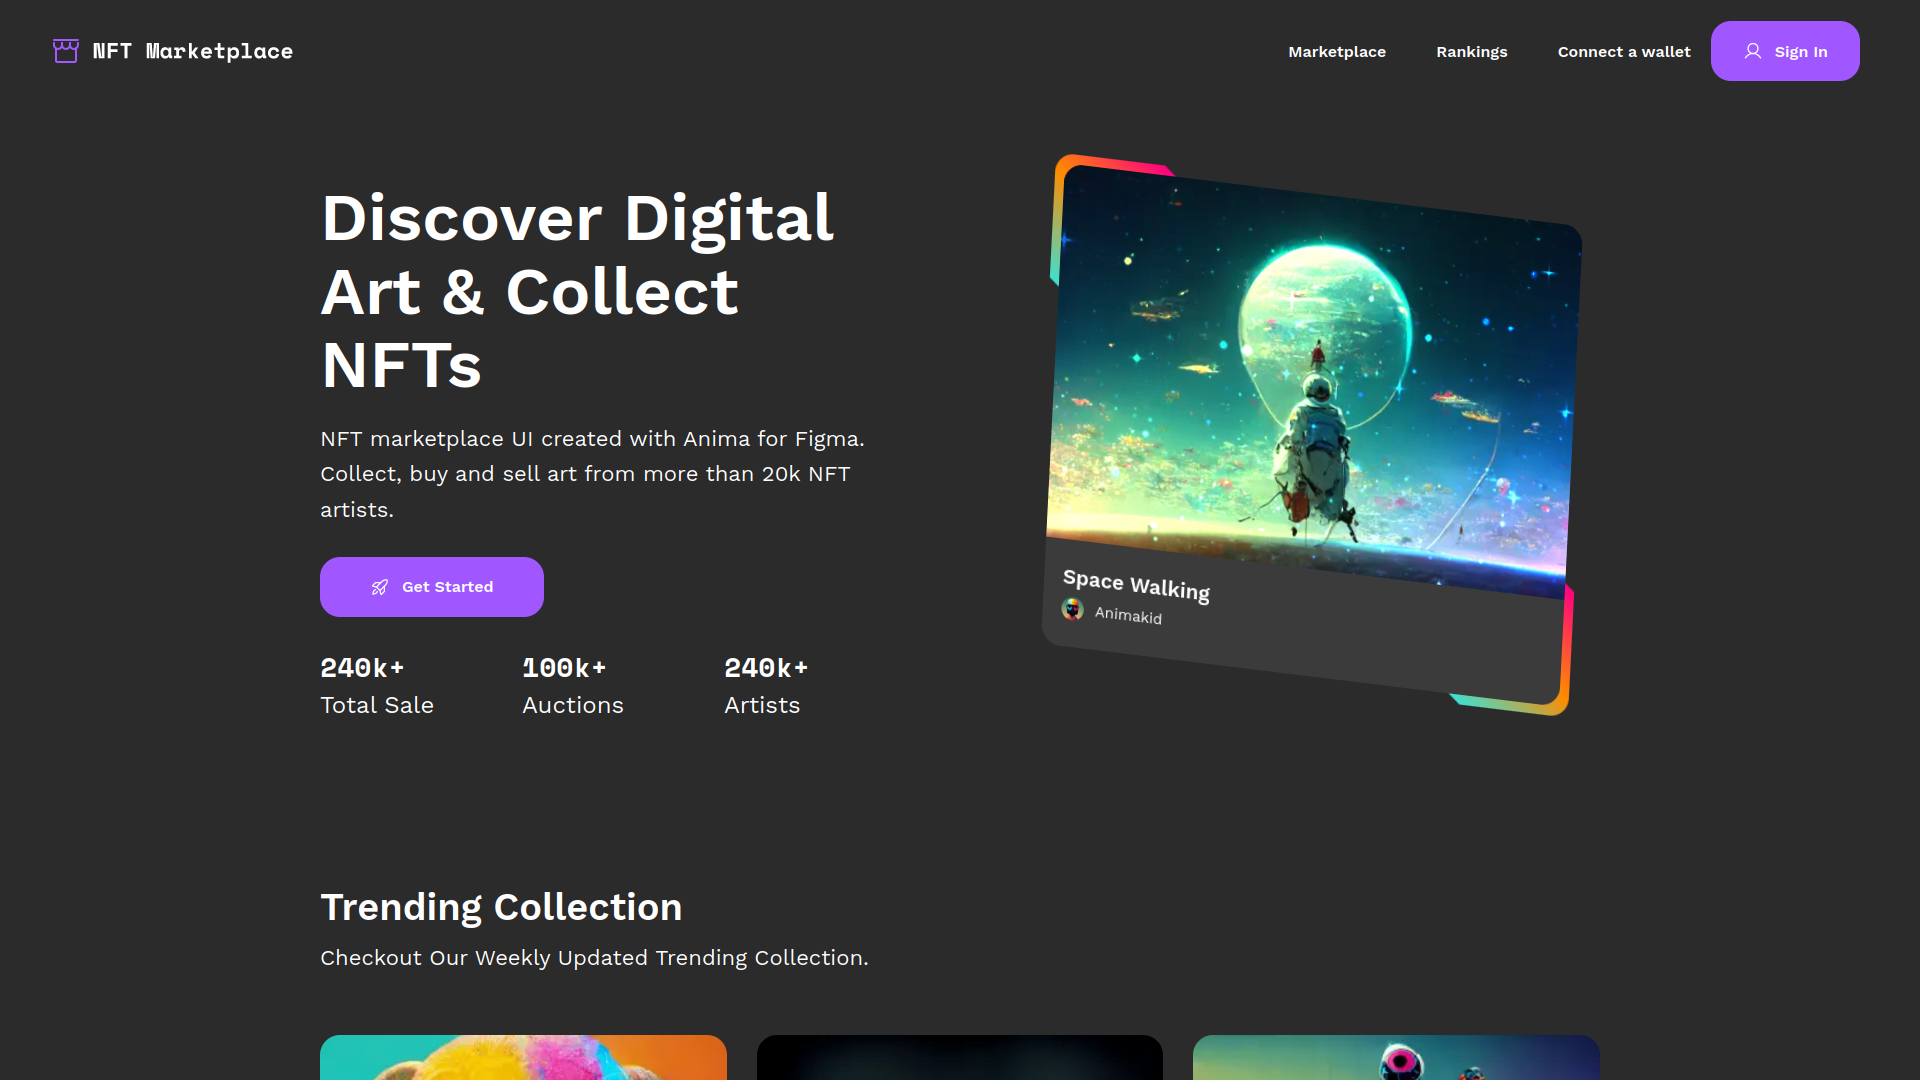 NFT Marketplace
Marketplace
Rankings
Connect a wallet
Sign In
Discover Digital
Art & Collect
NFTs
NFT marketplace UI created with Anima for Figma.
Collect, buy and sell art from more than 20k NFT
artists.
Get Started
240k+
Total Sale
100k+
Auctions
240k+
Artists
Space Walking
Animakid
Trending Collection
Checkout Our Weekly Updated Trending Collection.